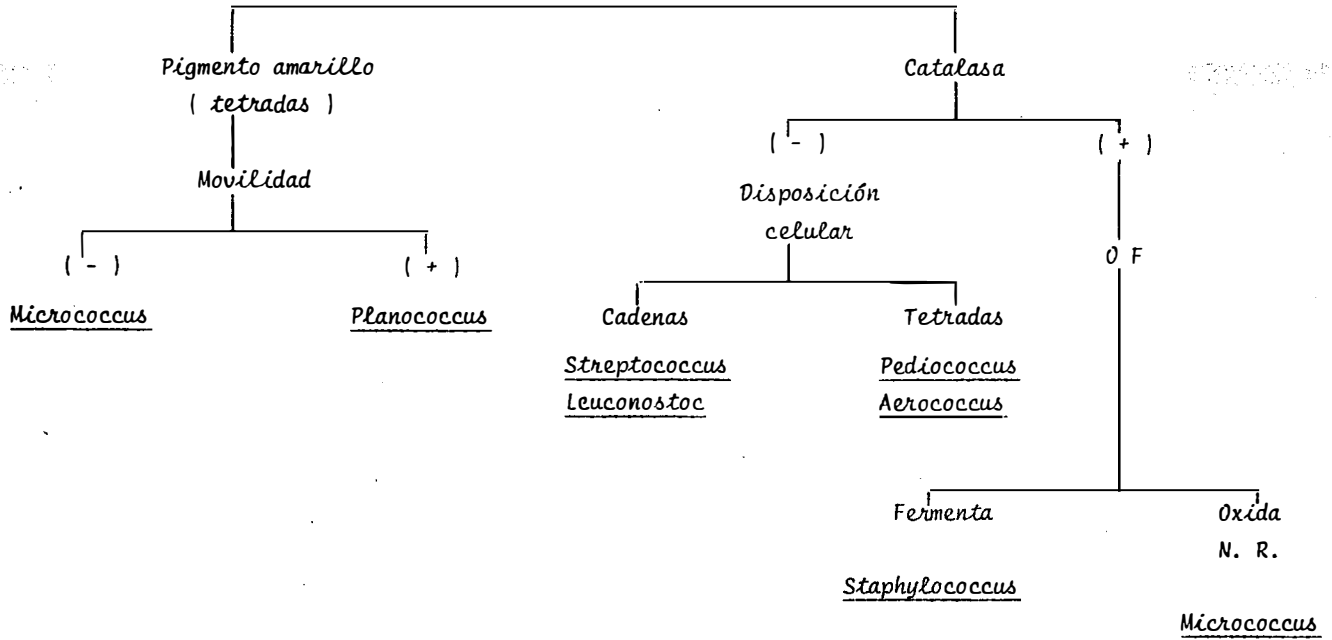 Pigmento amarillo
( tetradas )
Movilidad
( - )
( + )
Micrococcus
Planococcus
Catalasa
( - )
( + )
Disposición
celular
Cadenas
Tetradas
Streptococcus
Leuconostoc
Pediococcus
Aerococcus
O F
Fermenta
Oxida
N. R.
Staphylococcus
Micrococcus